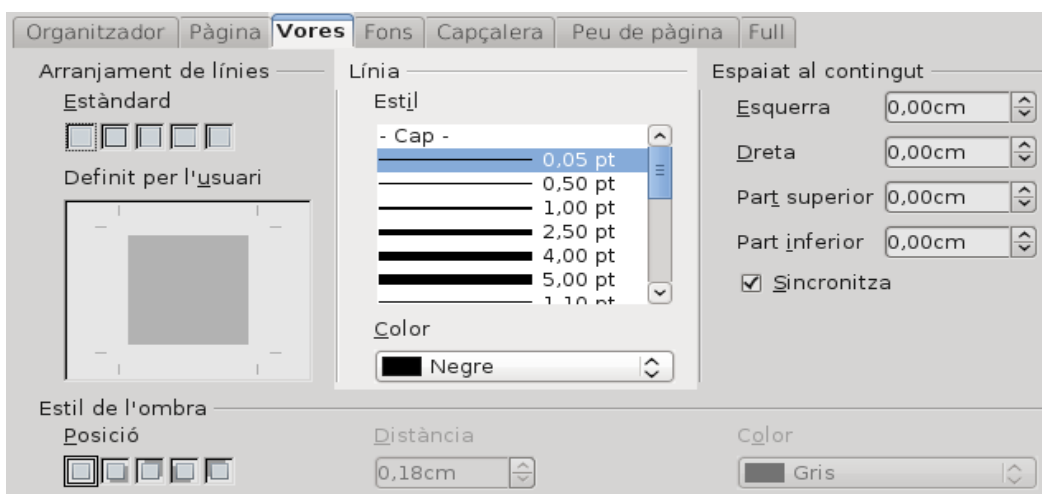 Organitzador Pàgina Vores Fons Capçalera Peu de pàgina Full
Arranjament de línies
Estàndard
Definit per l'usuari
Línia
Estil
- Cap -
0,05 pt
0,50 pt
1,00 pt
2,50 pt
4,00 pt
5,00 pt
1,10 pt
Color
Negre
Espaiat al contingut
Esquerra 0,00cm
Dreta 0,00cm
Part superior 0,00cm
Part inferior 0,00cm
Sincronitza
Estil de l'ombra
Posició
Distància
0,18cm
Color
Gris